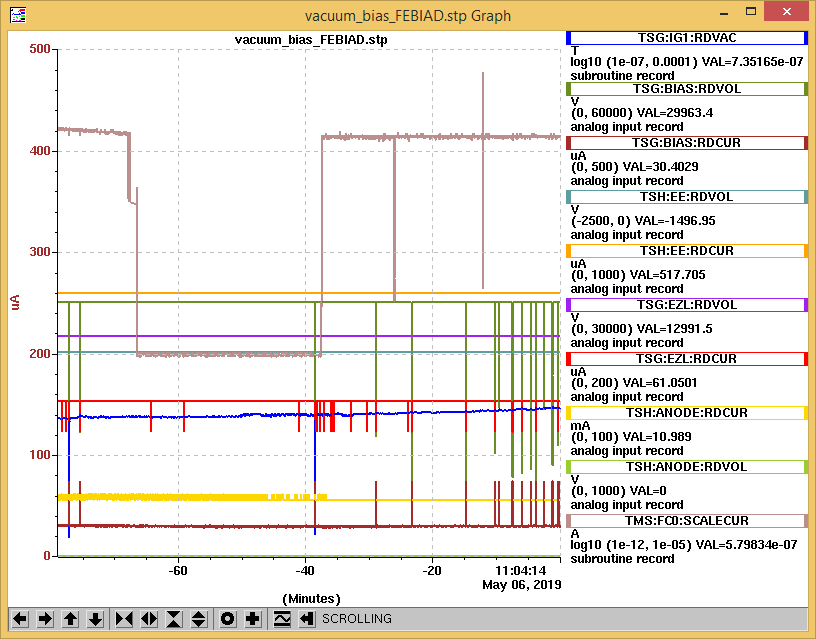 vacuum_bias_FEBIAD.stp Graph
vacuum_bias_FEBIAD.stp
500
400
300
200
100
0
uA
-60
-40
-20
11:04:14
May 06, 2019
(Minutes)
TSG:IG1:RDVAC
T
log10 (1e-07, 0.0001) VAL=7.35165e-07
subroutine record
TSG:BIAS:RDVOL
V
(0, 60000) VAL=29963.4
analog input record
TSG:BIAS:RDCUR
uA
(0, 500) VAL=30.4029
analog input record
TSH:EE:RDVOL
V
(-2500, 0) VAL=-1496.95
analog input record
TSH:EE:RDCUR
uA
(0, 1000) VAL=517.705
analog input record
TSG:EZL:RDVOL
V
(0, 30000) VAL=12991.5
analog input record
TSG:EZL:RDCUR
uA
(0, 200) VAL=61.0501
analog input record
TSH:ANODE:RDCUR
mA
(0, 100) VAL=10.989
analog input record
TSH:ANODE:RDVOL
V
(0, 1000) VAL=0
analog input record
TMS:FC0:SCALECUR
A
log10 (1e-12, 1e-05) VAL=5.79834e-07
subroutine record
SCROLLING